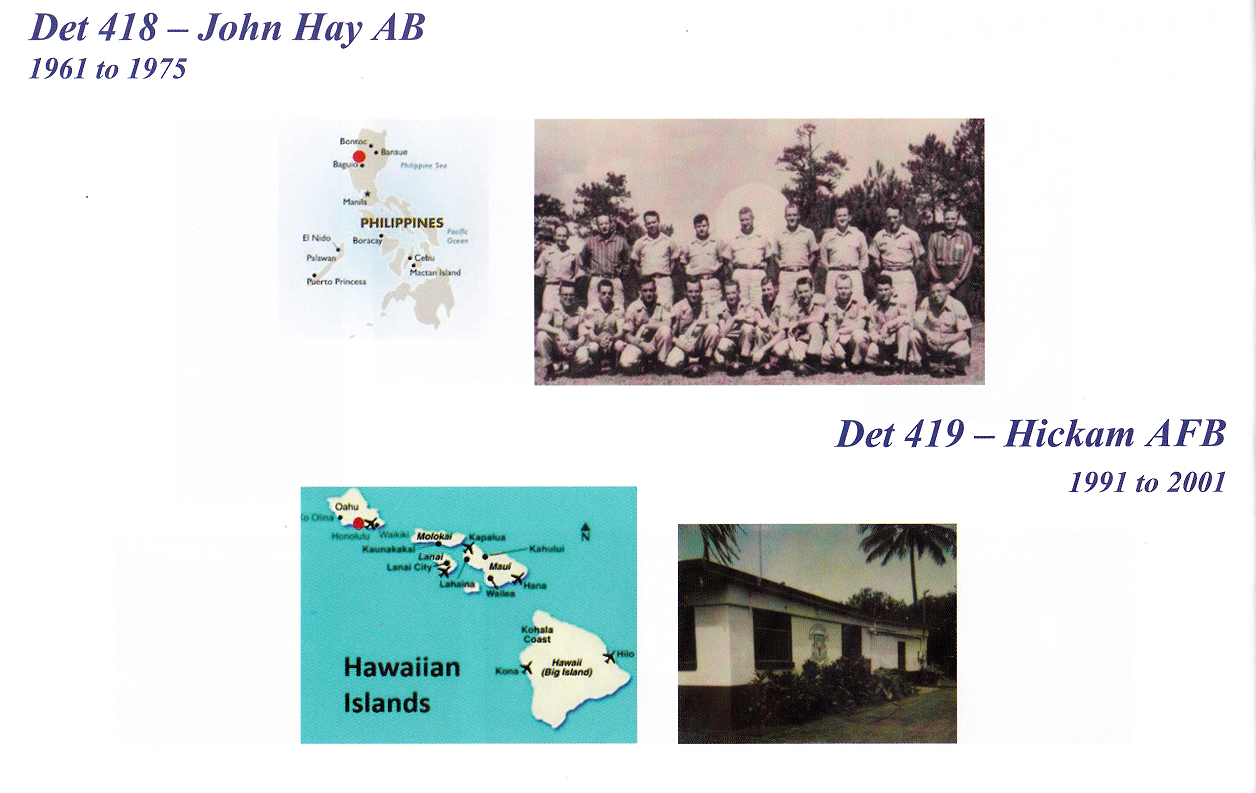 Det 418 – John Hay AB
1961 to 1975
Bontoc
Banaue
Baguio
Philippine Sea
Manila
PHILIPPINES
Pacific
Ocean
El Nido
Boracay
Palawan
Cebu
Mactan Island
Puerto Princesa
Det 419 – Hickam AFB
1991 to 2001
Oahu
Ko Olina
Honolulu
Waikiki
Molokai
Kapalua
N
Kaunakakai
Kahului
Lanai
Lanai City
Maui
Lahaina
Hana
Wailea
Kohala
Coast
Hilo
Hawaii
(Big Island)
Kona
Hawaiian
Islands